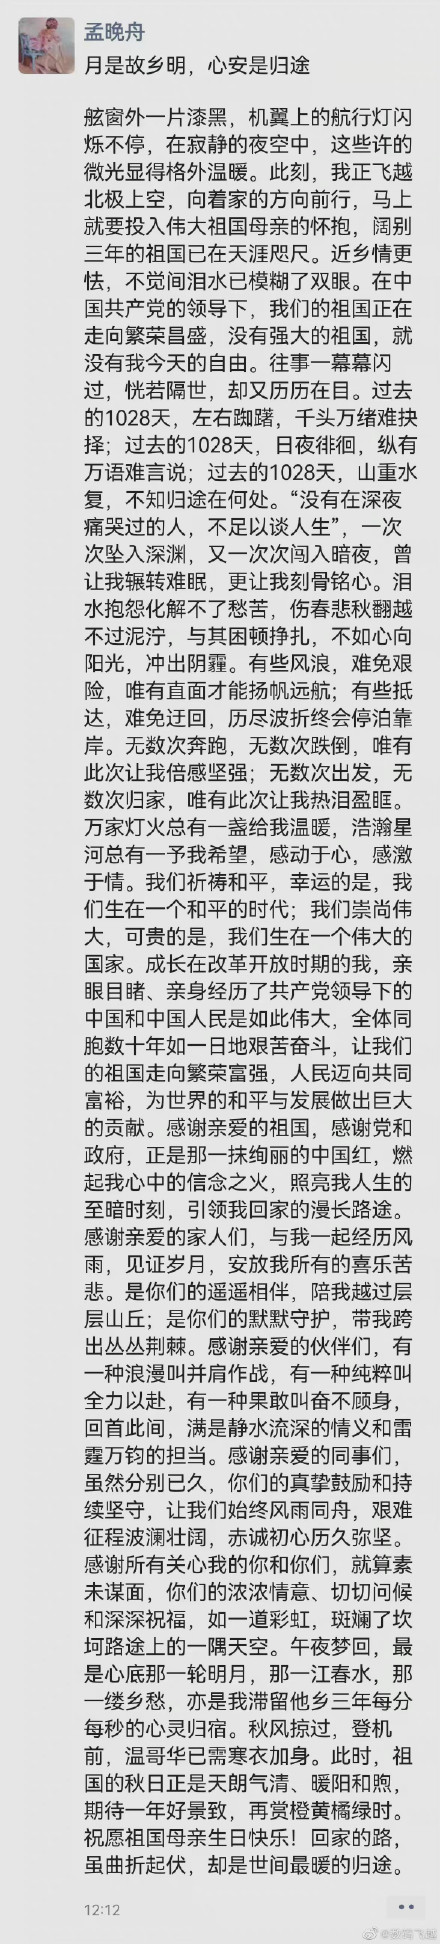 孟晚舟
月是故乡明，心安是归途
舷窗外一片漆黑，机翼上的航行灯闪
烁不停，在寂静的夜空中，这些许的
微光显得格外温暖。此刻，我正飞越
北极上空，向着家的方向前行，马上
就要投入伟大祖国母亲的怀抱，阔别
三年的祖国已在天涯咫尺。近乡情更
怯，不觉间泪水已模糊了双眼。在中
国共产党的领导下，我们的祖国正在
走向繁荣昌盛，没有强大的祖国，就
没有我今天的自由。往事一幕幕闪
过，恍若隔世，却又历历在目。过去
的1028天，左右踟躇，千头万绪难抉
择；过去的1028天，日夜徘徊，纵有
万语难言说；过去的1028天，山重水
复，不知归途在何处。“没有在深夜
痛哭过的人，不足以谈人生”，一次
次坠入深渊，又一次次闯入暗夜，曾
让我辗转难眠，更让我刻骨铭心。泪
水抱怨化解不了愁苦，伤春悲秋翻越
不过泥泞，与其困顿挣扎，不如心向
阳光，冲出阴霾。有些风浪，难免艰
险，唯有直面才能扬帆远航；有些抵
达，难免迂回，历尽波折终会停泊靠
岸。无数次奔跑，无数次跌倒，唯有
此次让我倍感坚强；无数次出发，无
数次归家，唯有此次让我热泪盈眶。
万家灯火总有一盏给我温暖，浩瀚星
河总有一予我希望，感动于心，感激
于情。我们祈祷和平，幸运的是，我
们生在一个和平的时代；我们崇尚伟
大，可贵的是，我们生在一个伟大的
国家。成长在改革开放时期的我，亲
眼目睹、亲身经历了共产党领导下的
中国和中国人民是如此伟大，全体同
胞数十年如一日地艰苦奋斗，让我们
的祖国走向繁荣富强，人民迈向共同
富裕，为世界的和平与发展做出巨大
的贡献。感谢亲爱的祖国，感谢党和
政府，正是那一抹绚丽的中国红，燃
起我心中的信念之火，照亮我人生的
至暗时刻，引领我回家的漫长路途。
感谢亲爱的家人们，与我一起经历风
雨，见证岁月，安放我所有的喜乐苦
悲。是你们的遥遥相伴，陪我越过层
层山丘；是你们的默默守护，带我跨
出丛丛荆棘。感谢亲爱的伙伴们，有
一种浪漫叫并肩作战，有一种纯粹叫
全力以赴，有一种果敢叫奋不顾身，
回首此间，满是静水流深的情义和雷
霆万钧的担当。感谢亲爱的同事们，
虽然分别已久，你们的真挚鼓励和持
续坚守，让我们始终风雨同舟，艰难
征程波澜壮阔，赤诚初心历久弥坚。
感谢所有关心我的你和你们，就算素
未谋面，你们的浓浓情意、切切问候
和深深祝福，如一道彩虹，斑斓了坎
坷路途上的一隅天空。午夜梦回，最
是心底那一轮明月，那一江春水，那
一缕乡愁，亦是我滞留他乡三年每分
每秒的心灵归宿。秋风掠过，登机
前，温哥华已需寒衣加身。此时，祖
国的秋日正是天朗气清、暖阳和煦，
期待一年好景致，再赏橙黄橘绿时。
祝愿祖国母亲生日快乐！回家的路，
虽曲折起伏，却是世间最暖的归途。
12:12